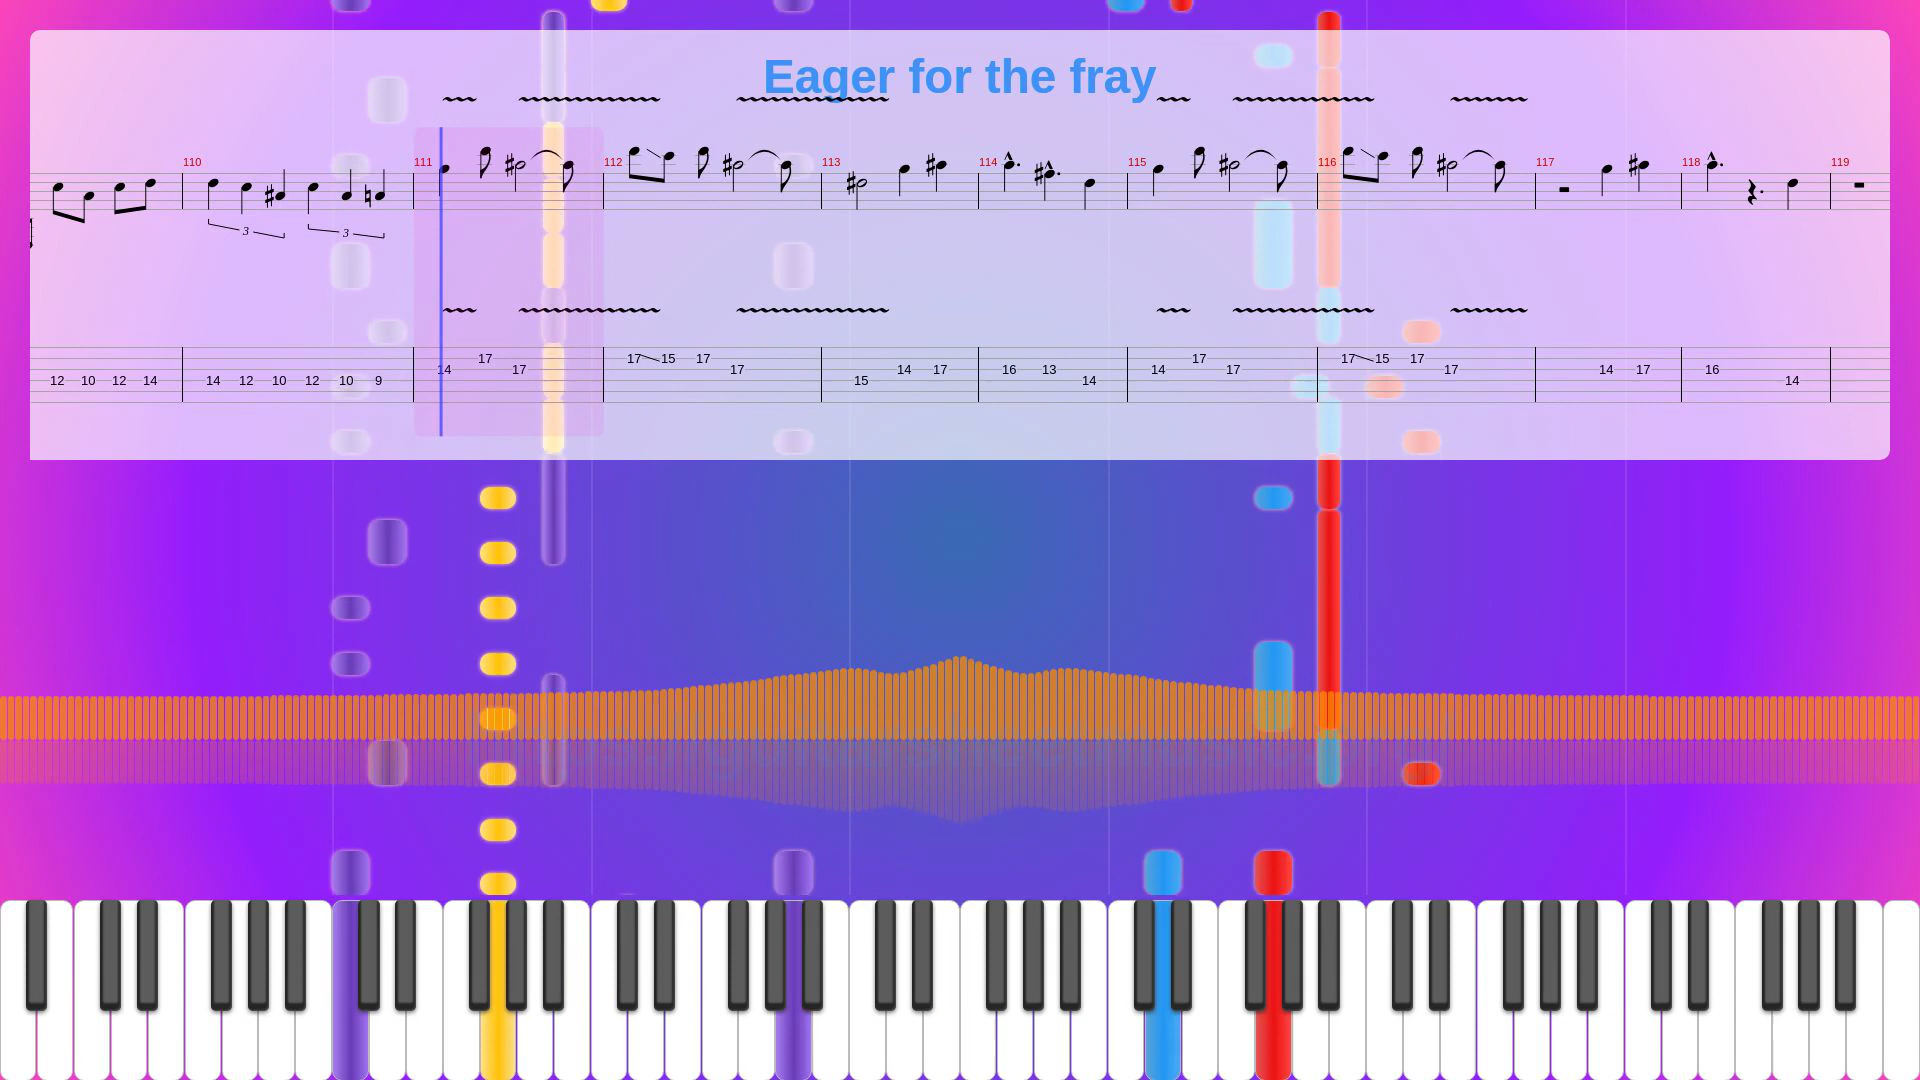 Eager for the fray
110 111 112 113 114 115 116 117 118 119
3 3
12 10 12 14 14 12 10 12 10 9 14 17 17 17 15 17 17 15 14 17 16 13 14 14 17 17 17 15 17 17 14 17 16 14